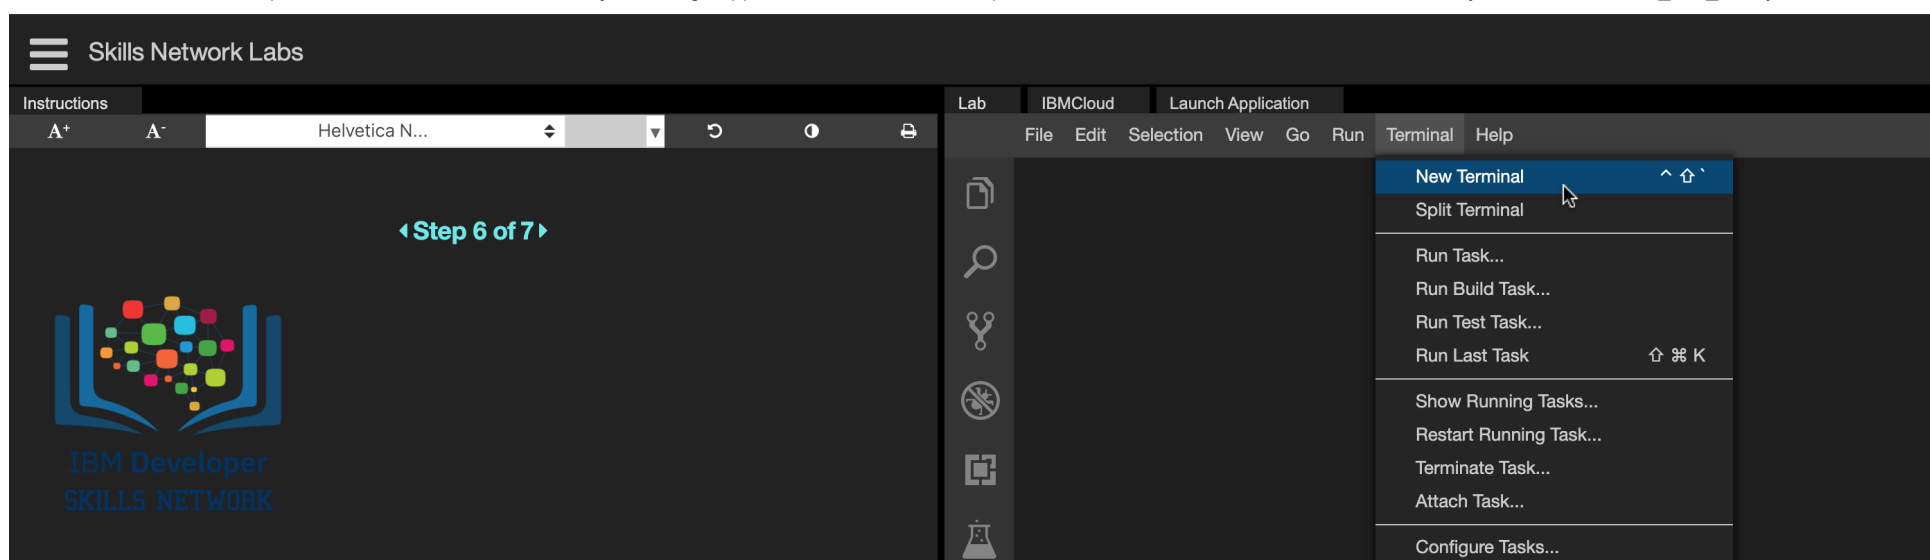 Skills Network Labs
Instructions
A+ A- Helvetica N...
Step 6 of 7
IBM Developer
SKILLS NETWORK
Lab IBMCloud Launch Application
File Edit Selection View Go Run Terminal Help
New Terminal ^ ⇧ `
Split Terminal
Run Task...
Run Build Task...
Run Test Task...
Run Last Task ⇧ ⌘ K
Show Running Tasks...
Restart Running Task...
Terminate Task...
Attach Task...
Configure Tasks...